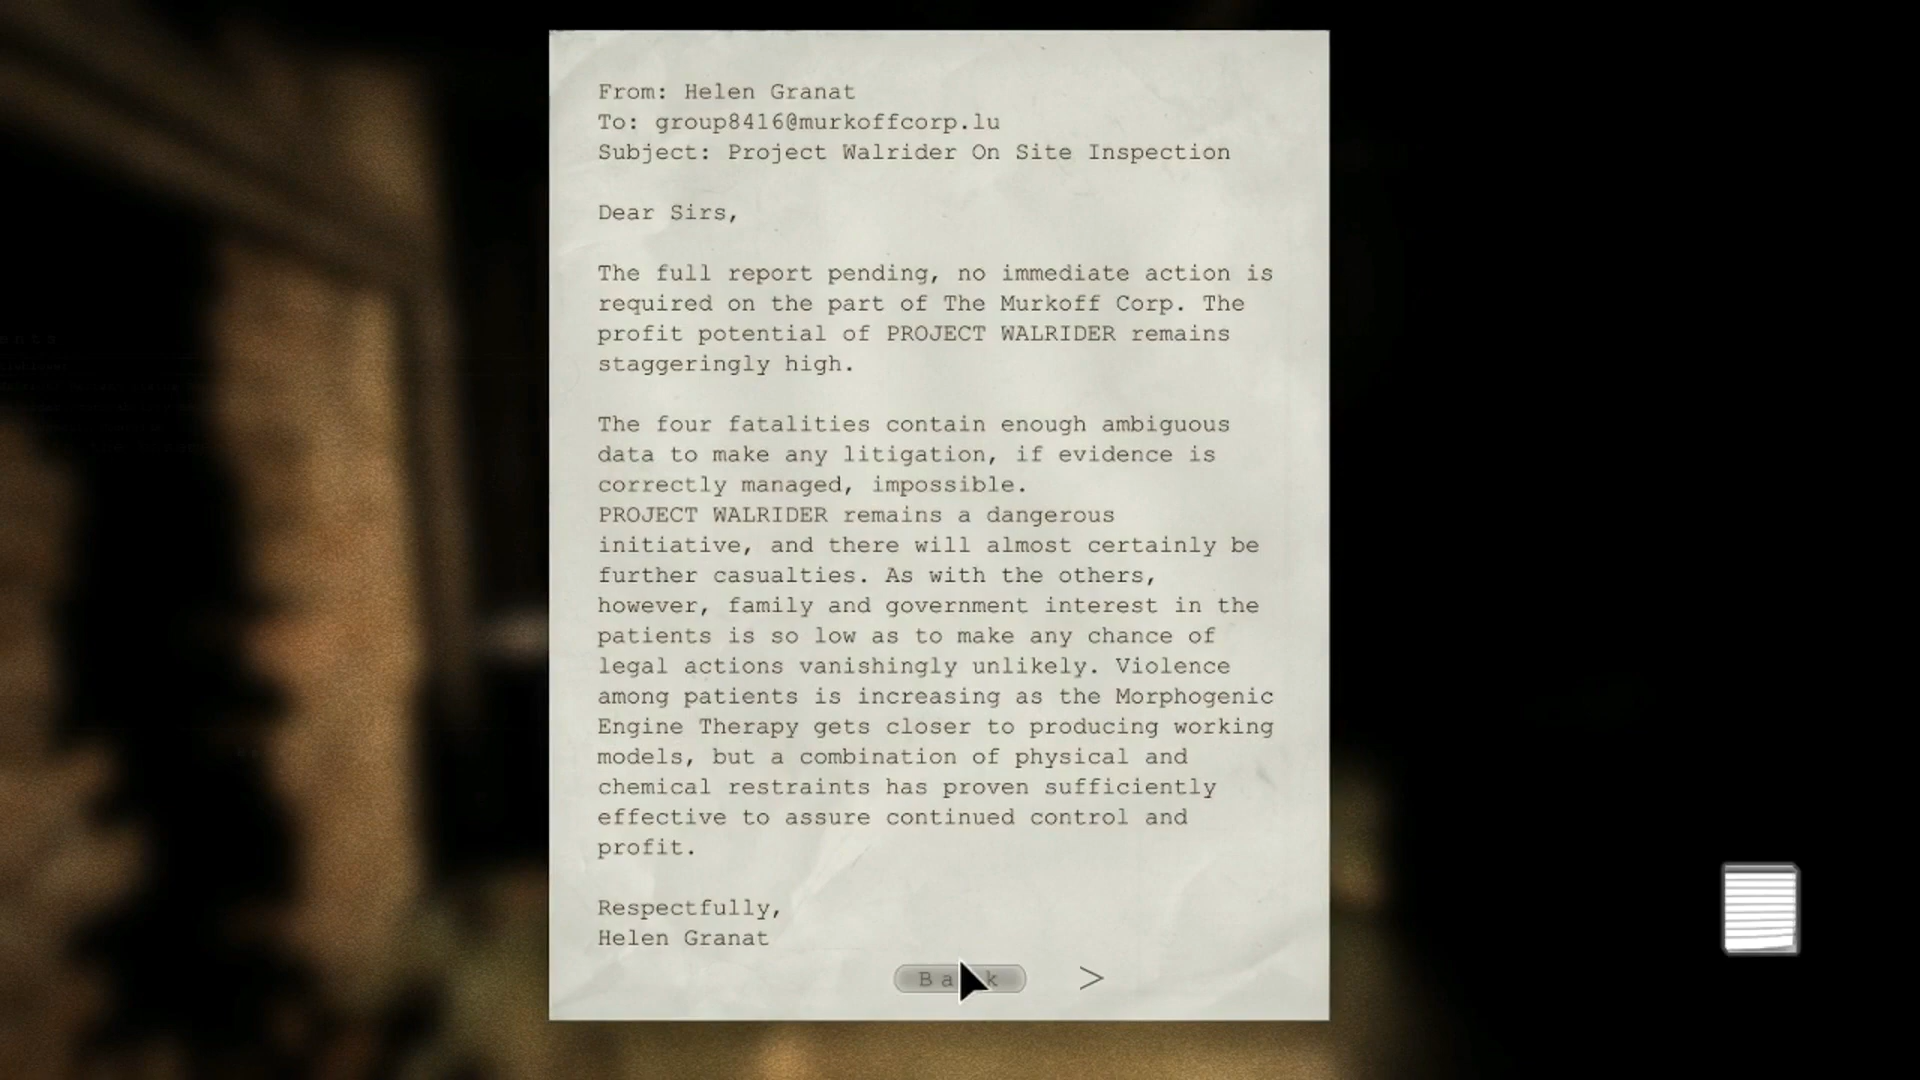 From: Helen Granat
To: group8416@murkoffcorp.lu
Subject: Project Walrider On Site Inspection
Dear Sirs,
The full report pending, no immediate action is
required on the part of The Murkoff Corp. The
profit potential of PROJECT WALRIDER remains
staggeringly high.
The four fatalities contain enough ambiguous
data to make any litigation, if evidence is
correctly managed, impossible.
PROJECT WALRIDER remains a dangerous
initiative, and there will almost certainly be
further casualties. As with the others,
however, family and government interest in the
patients is so low as to make any chance of
legal actions vanishingly unlikely. Violence
among patients is increasing as the Morphogenic
Engine Therapy gets closer to producing working
models, but a combination of physical and
chemical restraints has proven sufficiently
effective to assure continued control and
profit.
Respectfully,
Helen Granat
Back >